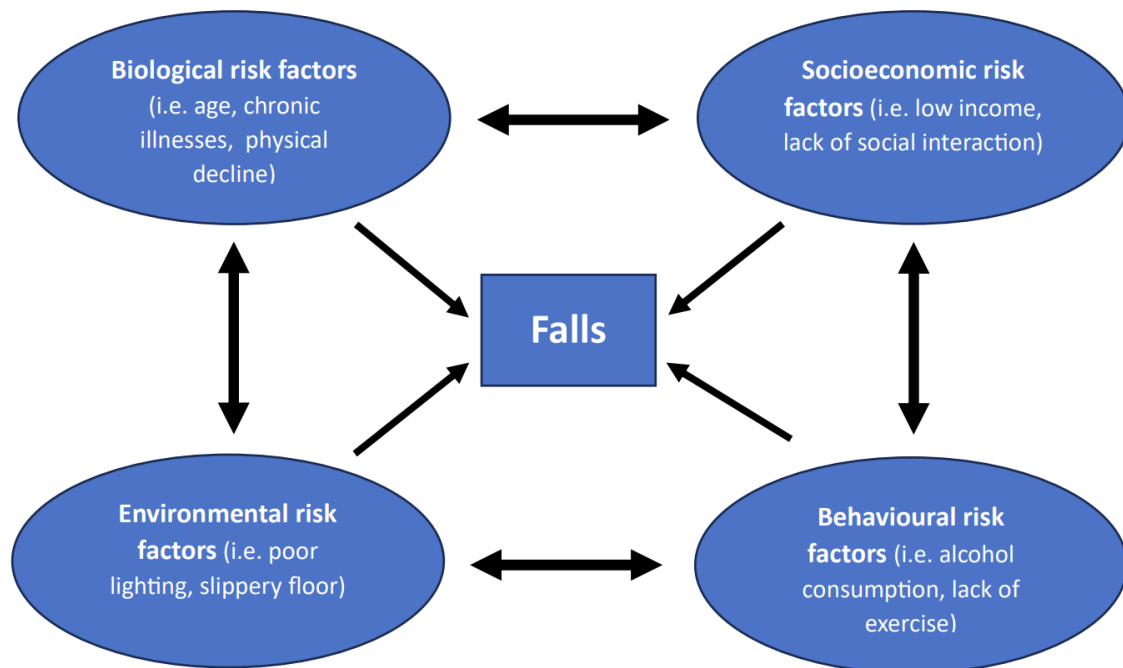 Biological risk factors
(i.e. age, chronic
illnesses, physical
decline)
Socioeconomic risk
factors (i.e. low income,
lack of social interaction)
Falls
Environmental risk
factors (i.e. poor
lighting, slippery floor)
Behavioural risk
factors (i.e. alcohol
consumption, lack of
exercise)